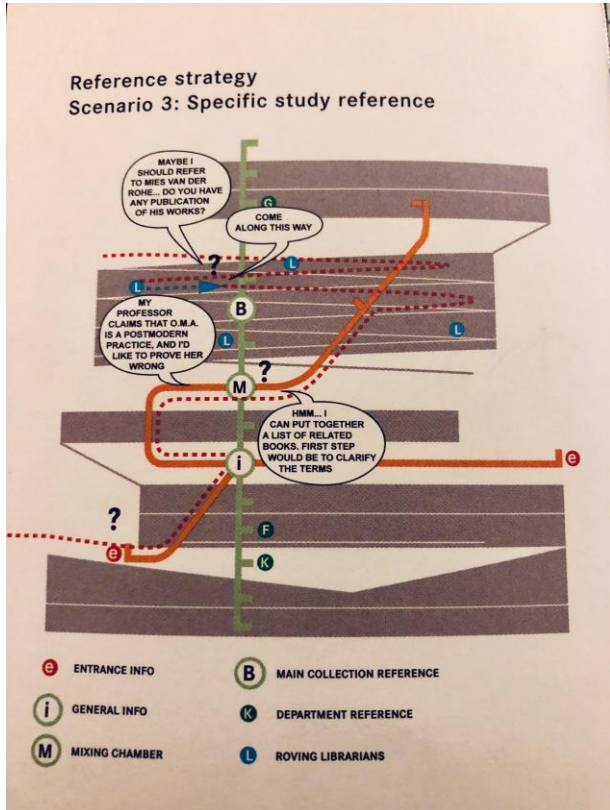 Reference strategy
Scenario 3: Specific study reference
MAYBE I
SHOULD REFER
TO MIES VAN DER
ROHE... DO YOU HAVE
ANY PUBLICATION
OF HIS WORKS?
G
COME
ALONG THIS WAY
?
L
L
B
MY
PROFESSOR
CLAIMS THAT O.M.A.
IS A POSTMODERN
PRACTICE, AND I'D
LIKE TO PROVE HER
WRONG
L
L
?
M
HMM... I
CAN PUT TOGETHER
A LIST OF RELATED
BOOKS. FIRST STEP
WOULD BE TO CLARIFY
THE TERMS
i
e
?
F
e
K
e ENTRANCE INFO
B MAIN COLLECTION REFERENCE
i GENERAL INFO
K DEPARTMENT REFERENCE
M MIXING CHAMBER
L ROVING LIBRARIANS